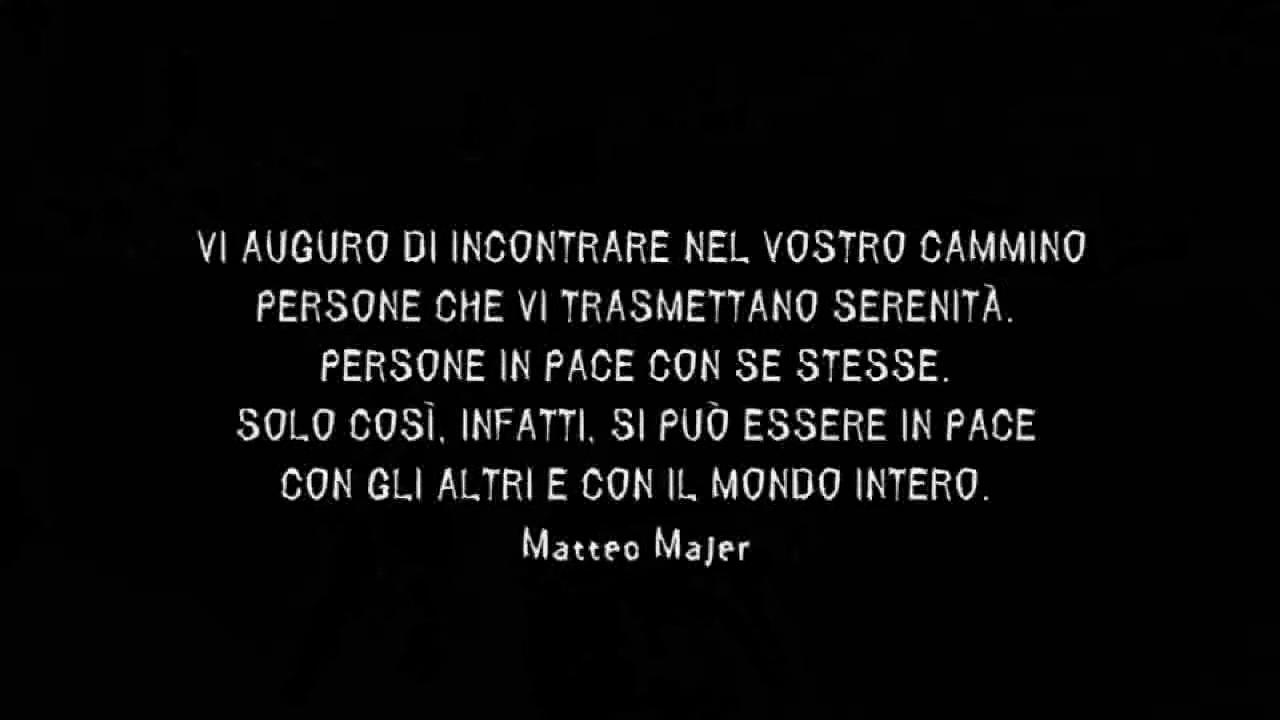 VI AUGURO DI INCONTRARE NEL VOSTRO CAMMINO
PERSONE CHE VI TRASMETTANO SERENITÀ.
PERSONE IN PACE CON SE STESSE.
SOLO COSÌ, INFATTI, SI PUÒ ESSERE IN PACE
CON GLI ALTRI E CON IL MONDO INTERO.
Matteo Majer